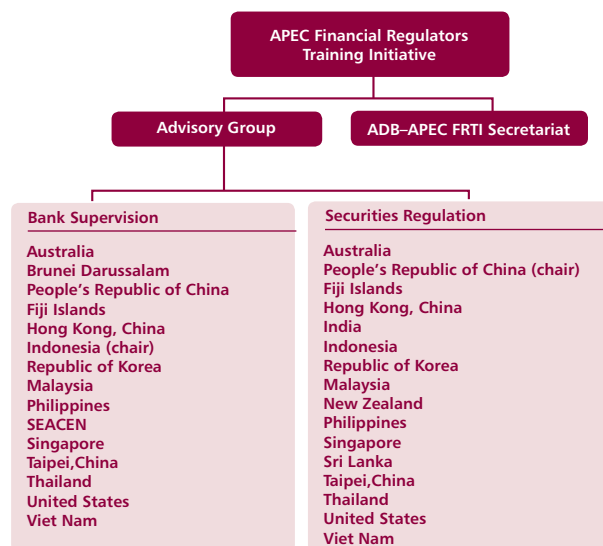 APEC Financial Regulators
Training Initiative
Advisory Group
ADB–APEC FRTI Secretariat
Bank Supervision
Australia
Brunei Darussalam
People's Republic of China
Fiji Islands
Hong Kong, China
Indonesia (chair)
Republic of Korea
Malaysia
Philippines
SEACEN
Singapore
Taipei,China
Thailand
United States
Viet Nam
Securities Regulation
Australia
People's Republic of China (chair)
Fiji Islands
Hong Kong, China
India
Indonesia
Republic of Korea
Malaysia
New Zealand
Philippines
Singapore
Sri Lanka
Taipei,China
Thailand
United States
Viet Nam